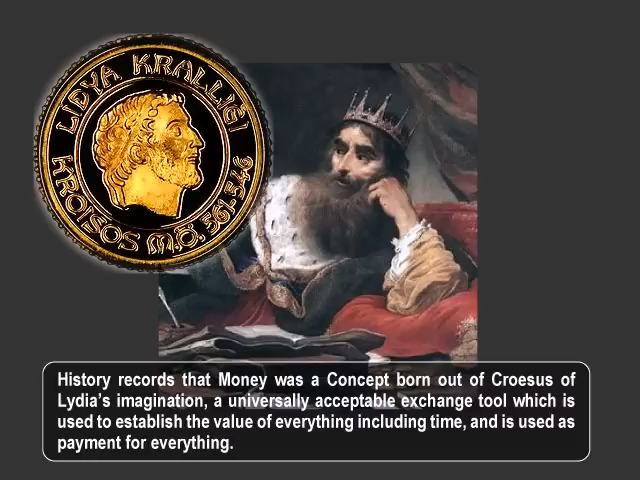 LIDYA KRALLIĞI
KROISOS M.Ö. 561-546
History records that Money was a Concept born out of Croesus of
Lydia's imagination, a universally acceptable exchange tool which is
used to establish the value of everything including time, and is used as
payment for everything.